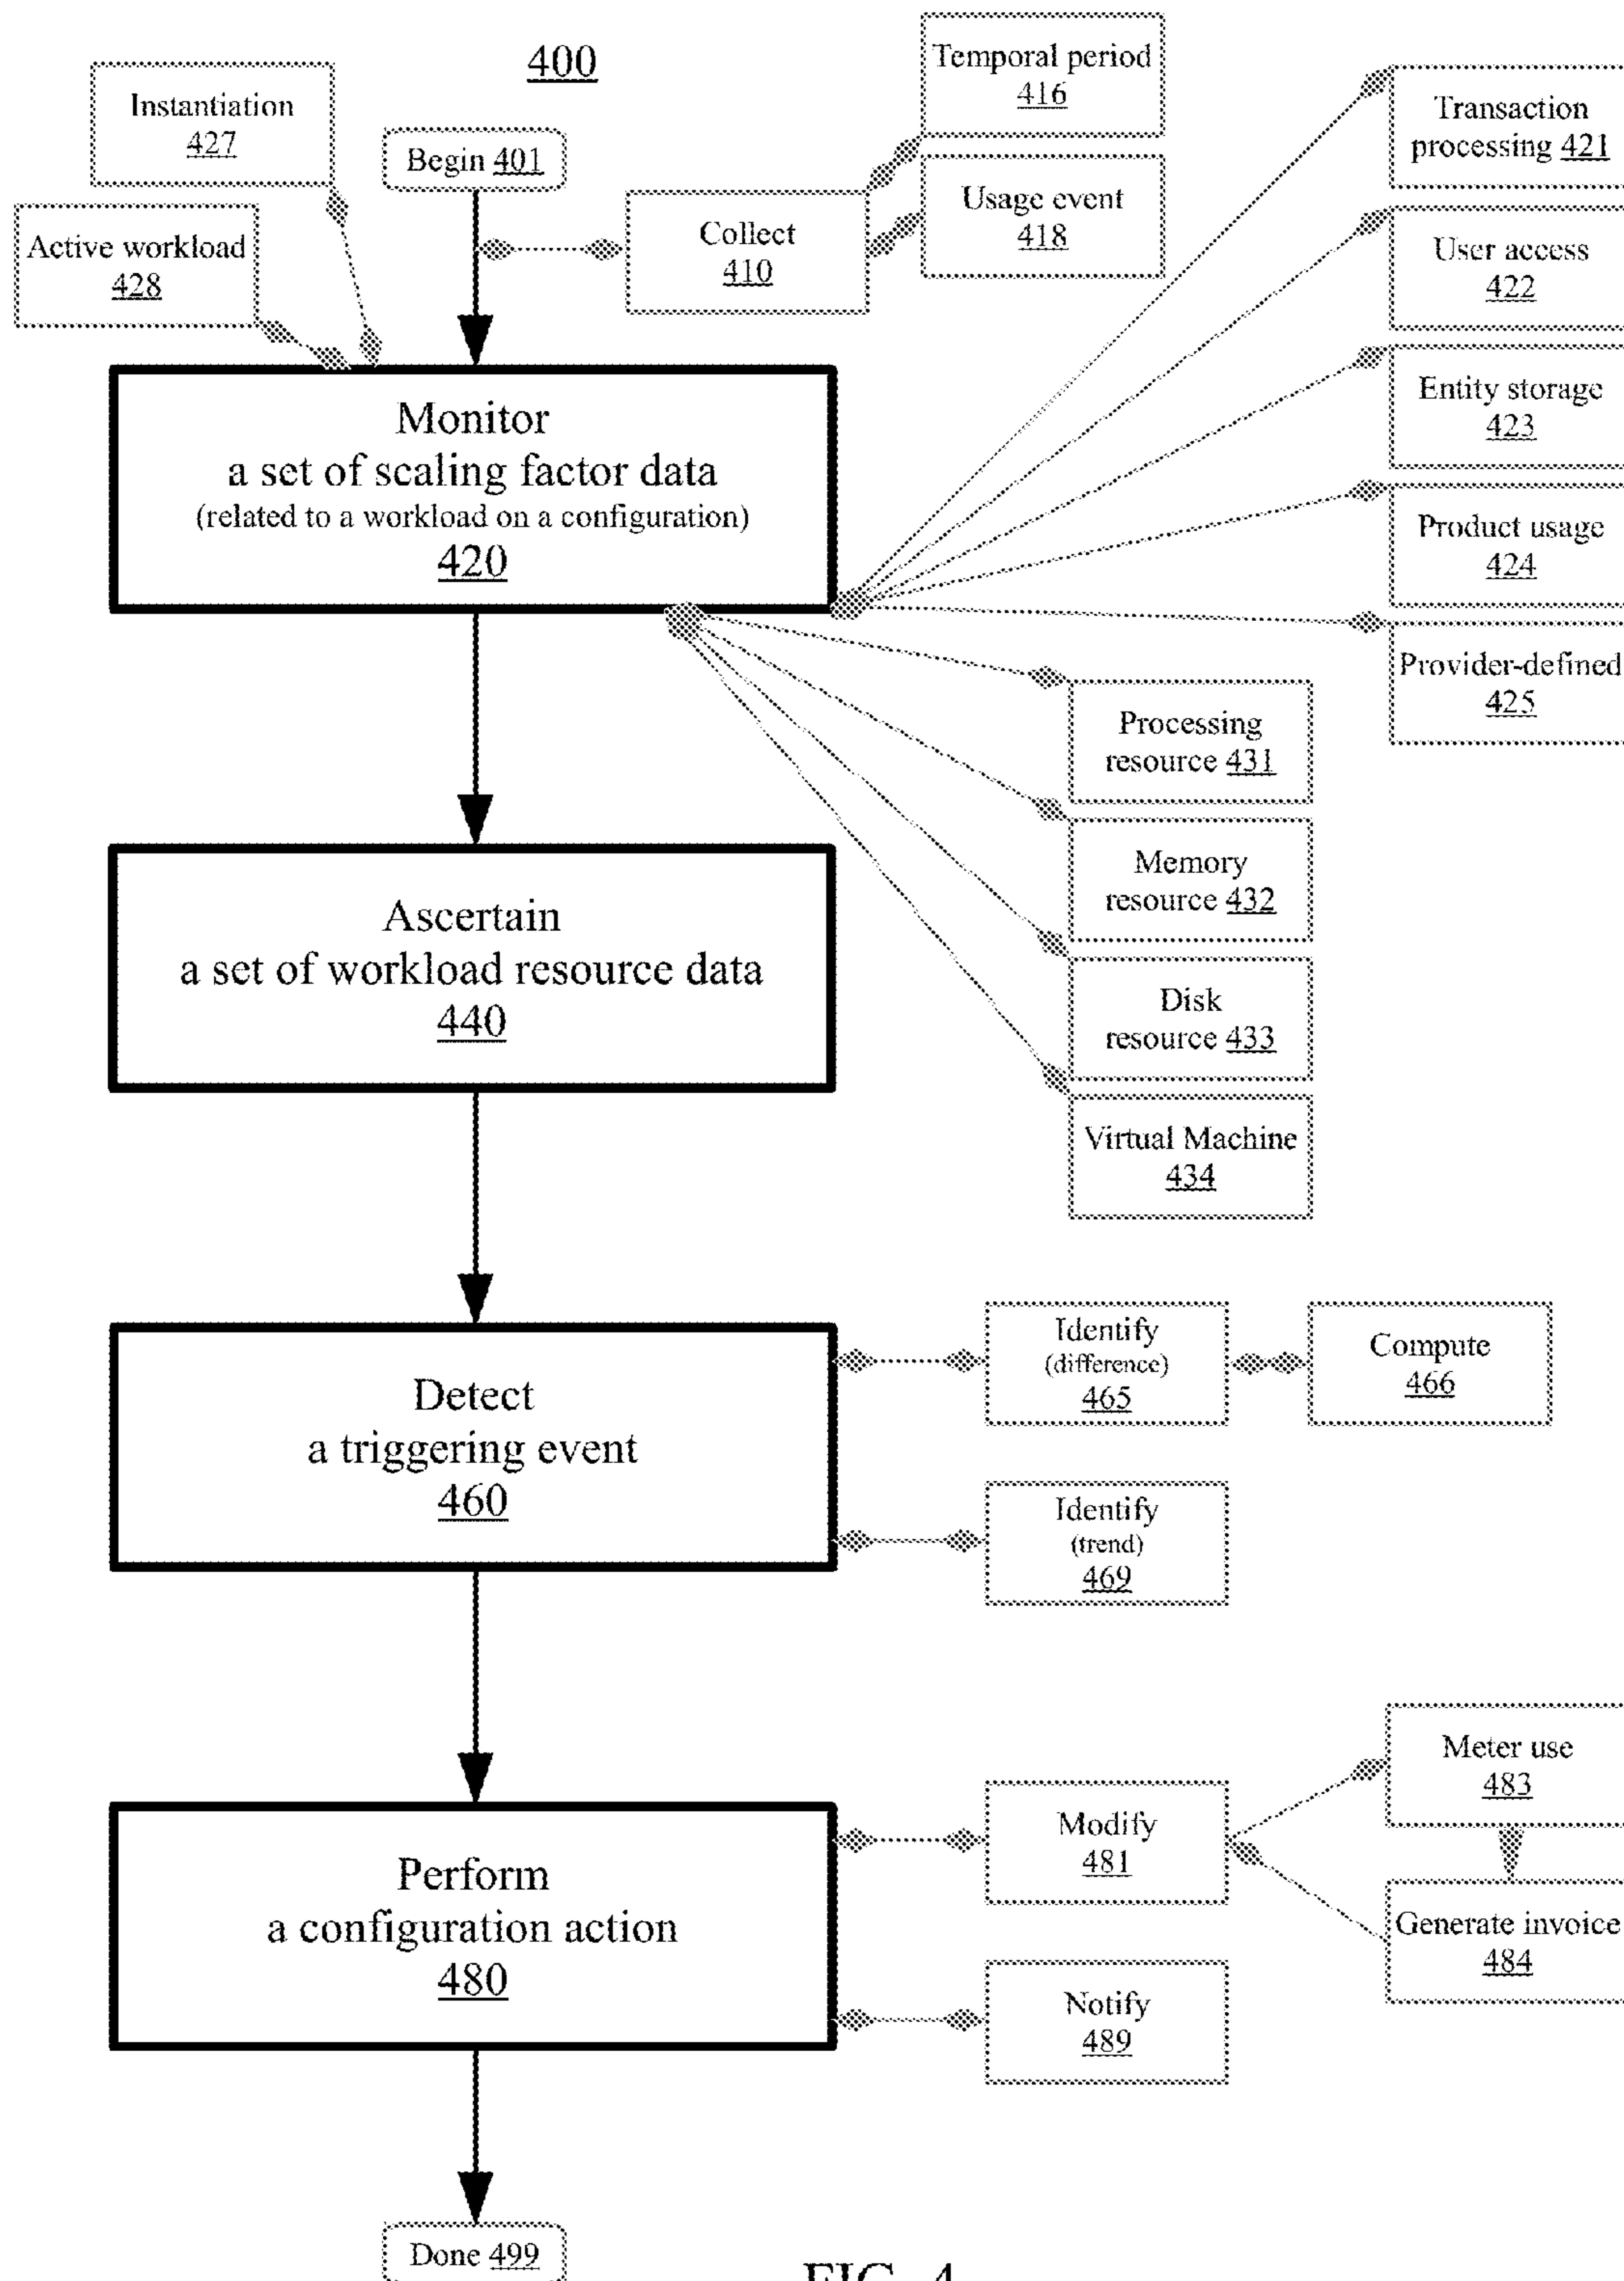 400
Temporal period
416
Instantiation
427
Begin 401
Transaction
processing 421
Usage event
418
Collect
410
Active workload
428
User access
422
Monitor
a set of scaling factor data
(related to a workload on a configuration)
420
Entity storage
423
Product usage
424
Provider-defined
425
Processing
resource 431
Memory
resource 432
Ascertain
a set of workload resource data
440
Disk
resource 433
Virtual Machine
434
Detect
a triggering event
460
Identify
(difference)
465
Compute
466
Identify
(trend)
469
Perform
a configuration action
480
Modify
481
Meter use
483
Generate invoice
484
Notify
489
Done 499
FIG. 4